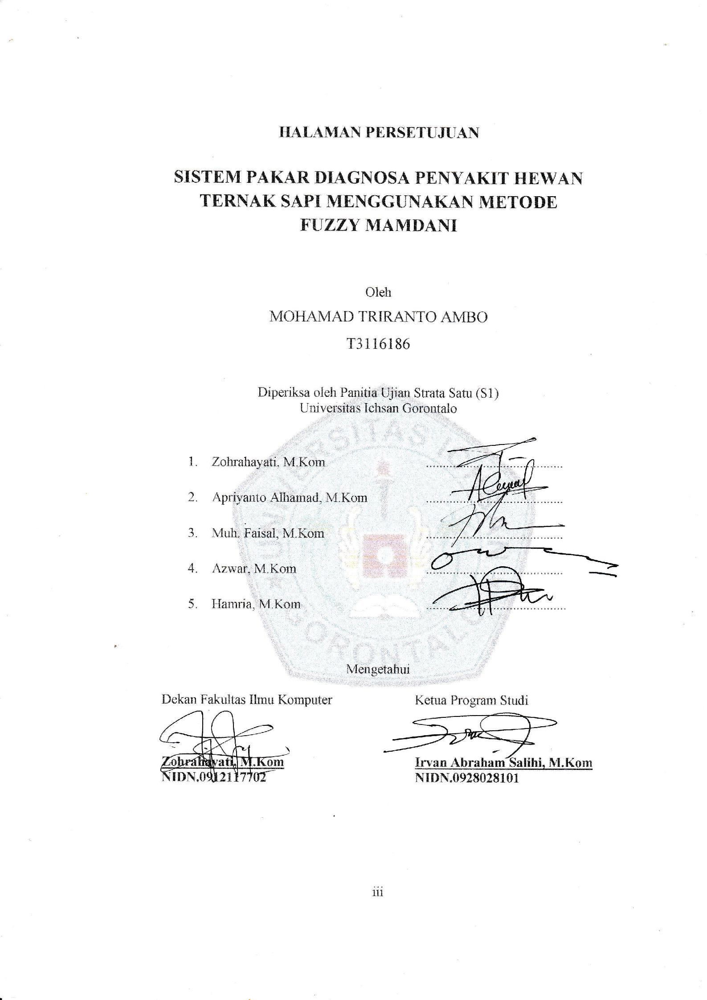 HALAMAN PERSETUJUAN
SISTEM PAKAR DIAGNOSA PENYAKIT HEWAN
TERNAK SAPI MENGGUNAKAN METODE
FUZZY MAMDANI
Oleh
MOHAMAD TRIRANTO AMBO
T3116186
Diperiksa oleh Panitia Ujian Strata Satu (S1)
Universitas Ichsan Gorontalo
1. Zohrahayati, M.Kom ..........
2. Apriyanto Alhamad, M.Kom ..........
3. Muh. Faisal, M.Kom ..........
4. Azwar, M.Kom ..........
5. Hamria, M.Kom ..........
UNIVERSITAS
GORONTALO
Mengetahui
Dekan Fakultas Ilmu Komputer
Zohrahayati, M.Kom
NIDN.0912117702
Ketua Program Studi
Irvan Abraham Salihi, M.Kom
NIDN.0928028101
iii